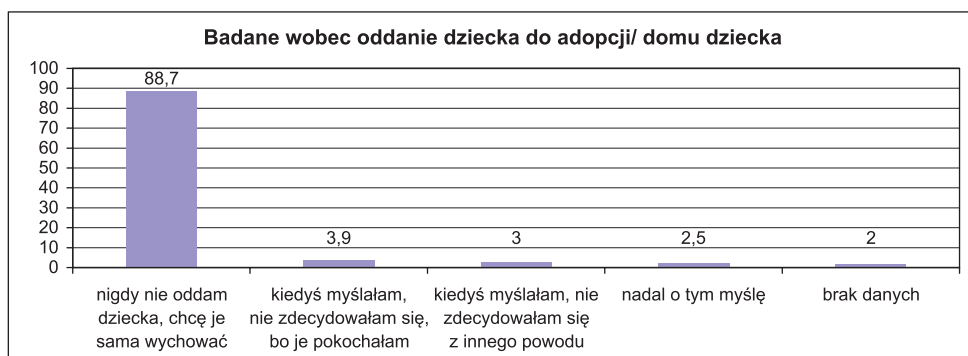 Badane wobec oddanie dziecka do adopcji/ domu dziecka
100
90
80
70
60
50
40
30
20
10
0
88,7
3,9
3
2,5
2
nigdy nie oddam
dziecka, chcę je
sama wychować
kiedyś myślałam,
nie zdecydowałam się,
bo je pokochałam
kiedyś myślałam, nie
zdecydowałam się
z innego powodu
nadal o tym myślę
brak danych